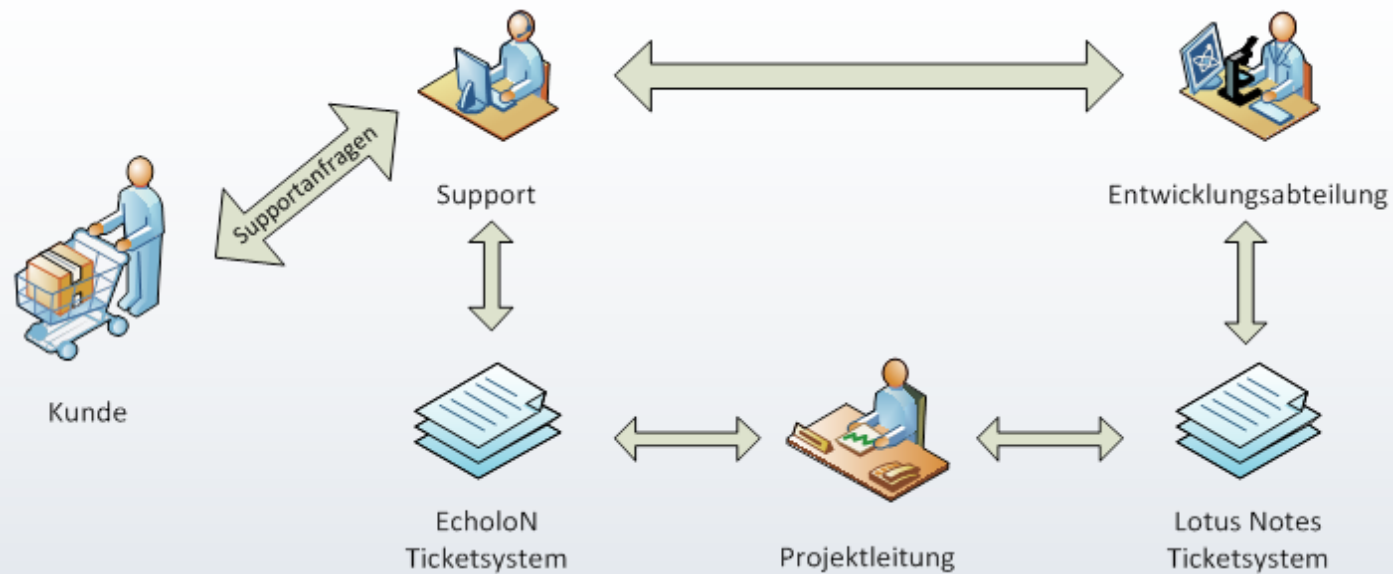 Supportanfragen
Support
Entwicklungsabteilung
Kunde
EcholoN
Ticketsystem
Projektleitung
Lotus Notes
Ticketsystem